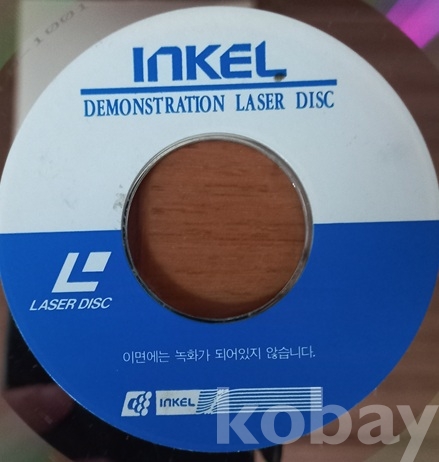 -1001
INKEL
DEMONSTRATION LASER DISC
LASER DISC
이면에는 녹화가 되어있지 않습니다.
INKEL
kobay